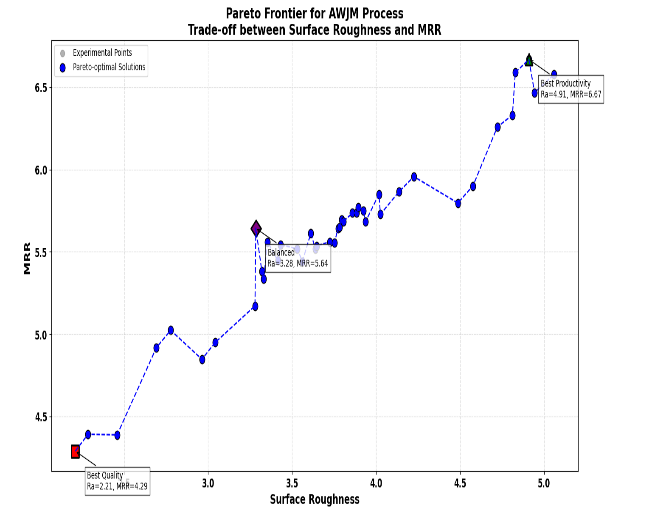 Pareto Frontier for AWJM Process
Trade-off between Surface Roughness and MRR
Experimental Points
Pareto-optimal Solutions
Best Productivity
Ra=4.91, MRR=6.67
Balanced
Ra=3.28, MRR=5.64
Best Quality
Ra=2.21, MRR=4.29
MRR
6.5
6.0
5.5
5.0
4.5
3.0 3.5 4.0 4.5 5.0
Surface Roughness